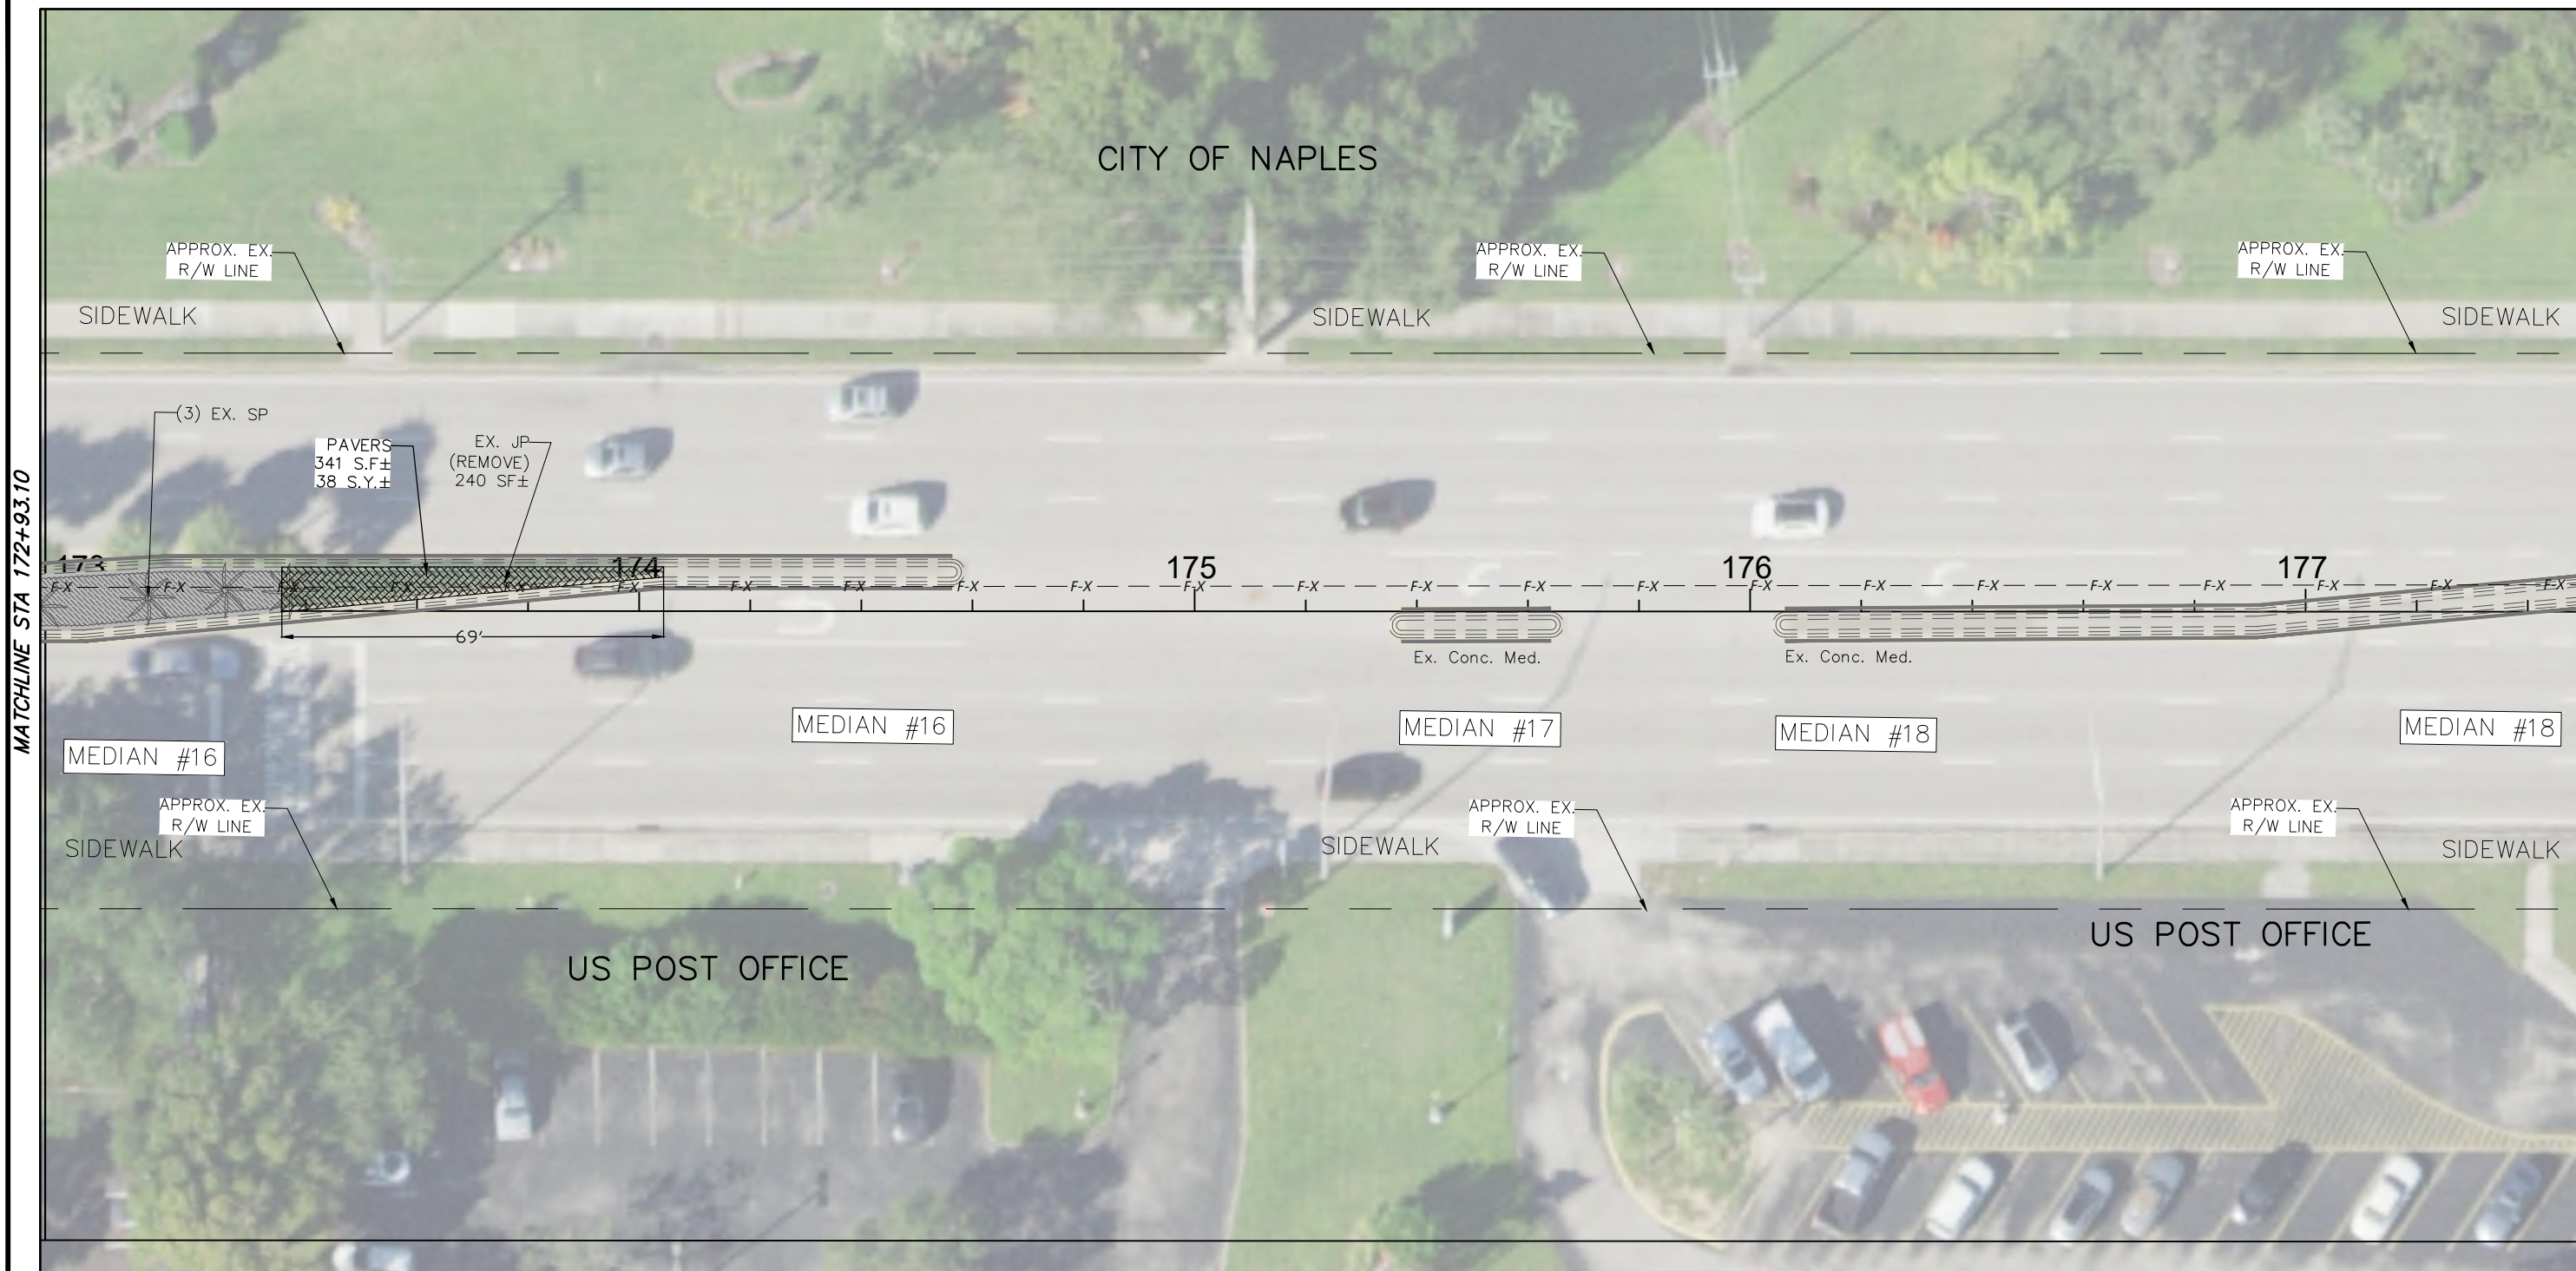 CITY OF NAPLES
APPROX. EX.
R/W LINE
APPROX. EX.
R/W LINE
APPROX. EX.
R/W LINE
SIDEWALK
SIDEWALK
SIDEWALK
(3) EX. SP
PAVERS
341 S.F±
38 S.Y.±
EX. JP
(REMOVE)
240 SF±
MATCHLINE STA 172+93.10
173
174
175
176
177
F-X F-X F-X F-X F-X F-X F-X F-X F-X F-X F-X F-X F-X F-X F-X F-X F-X F-X F-X F-X F-X F-X
69'
Ex. Conc. Med.
Ex. Conc. Med.
MEDIAN #16
MEDIAN #16
MEDIAN #17
MEDIAN #18
MEDIAN #18
APPROX. EX.
R/W LINE
APPROX. EX.
R/W LINE
APPROX. EX.
R/W LINE
SIDEWALK
SIDEWALK
SIDEWALK
US POST OFFICE
US POST OFFICE